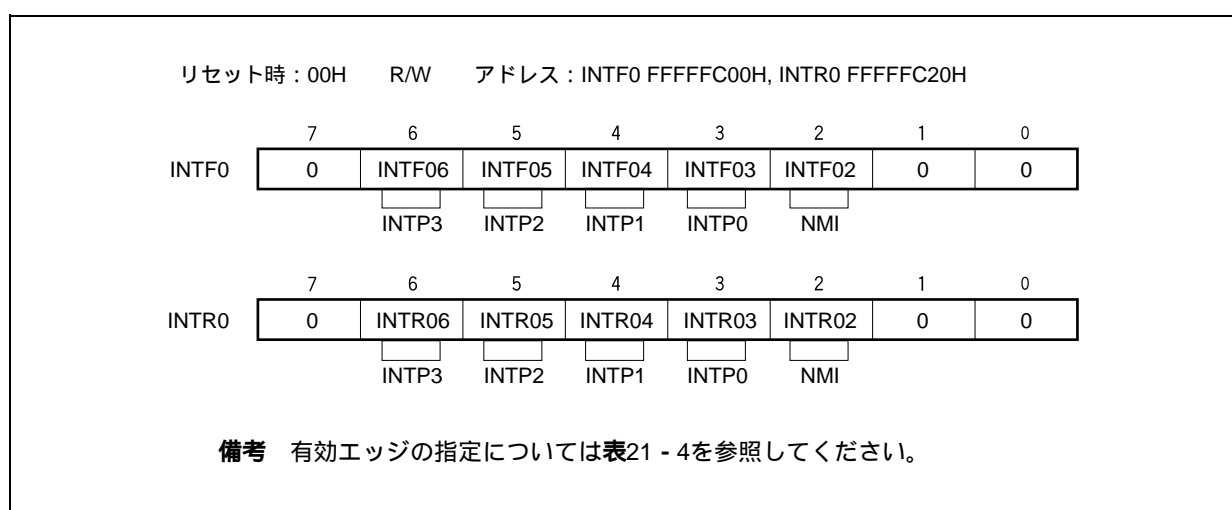 リセット時：00H R/W アドレス：INTF0 FFFFFC00H, INTR0 FFFFFC20H
7 6 5 4 3 2 1 0
INTF0 0 INTF06 INTF05 INTF04 INTF03 INTF02 0 0
INTP3 INTP2 INTP1 INTP0 NMI
7 6 5 4 3 2 1 0
INTR0 0 INTR06 INTR05 INTR04 INTR03 INTR02 0 0
INTP3 INTP2 INTP1 INTP0 NMI
備考 有効エッジの指定については表21 - 4を参照してください。